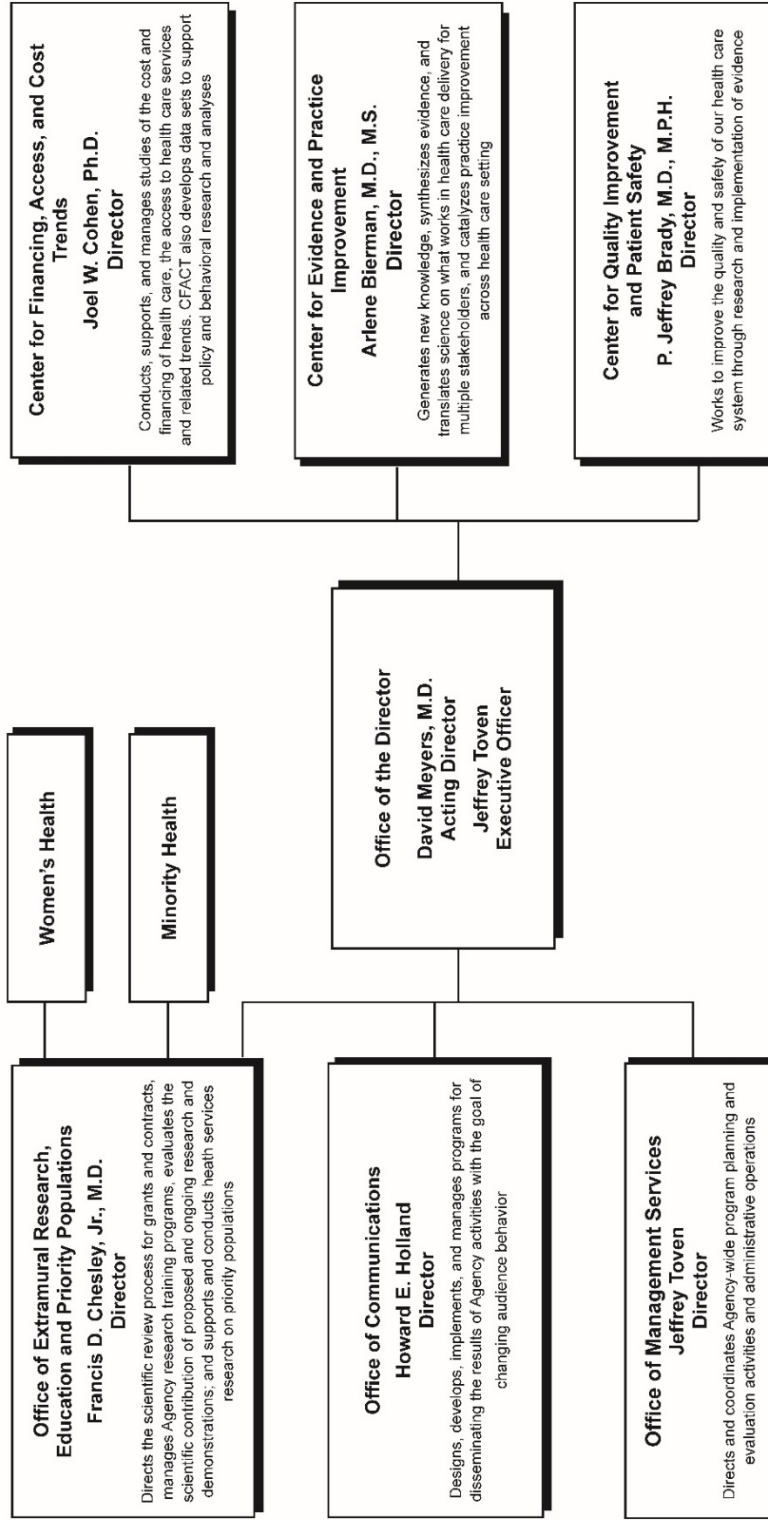 Office of Extramural Research,
Education and Priority Populations
Francis D. Chesley, Jr., M.D.
Director
Directs the scientific review process for grants and contracts,
manages Agency research training programs, evaluates the
scientific contribution of proposed and ongoing research and
demonstrations; and supports and conducts heath services
research on priority populations
Women's Health
Minority Health
Office of Communications
Howard E. Holland
Director
Designs, develops, implements, and manages programs for
disseminating the results of Agency activities with the goal of
changing audience behavior
Office of Management Services
Jeffrey Toven
Director
Directs and coordinates Agency-wide program planning and
evaluation activities and administrative operations
Office of the Director
David Meyers, M.D.
Acting Director
Jeffrey Toven
Executive Officer
Center for Financing, Access, and Cost
Trends
Joel W. Cohen, Ph.D.
Director
Conducts, supports, and manages studies of the cost and
financing of health care, the access to health care services
and related trends. CFACT also develops data sets to support
policy and behavioral research and analyses
Center for Evidence and Practice
Improvement
Arlene Bierman, M.D., M.S.
Director
Generates new knowledge, synthesizes evidence, and
translates science on what works in health care delivery for
multiple stakeholders, and catalyzes practice improvement
across health care setting
Center for Quality Improvement
and Patient Safety
P. Jeffrey Brady, M.D., M.P.H.
Director
Works to improve the quality and safety of our health care
system through research and implementation of evidence